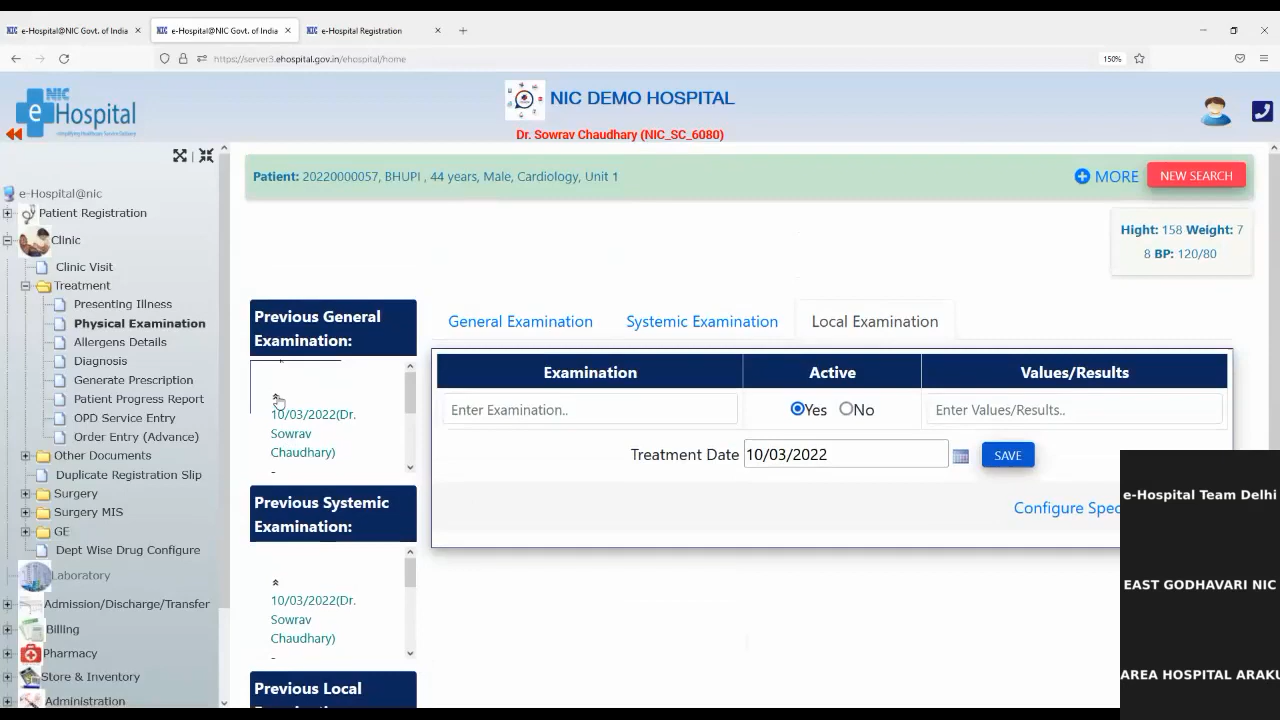 e-Hospital@NIC Govt. of India
e-Hospital@NIC Govt. of India
e-Hospital Registration
https://server3.ehospital.gov.in/ehospital/home
150%
NIC
Hospital
NIC DEMO HOSPITAL
Dr. Sowrav Chaudhary (NIC_SC_6080)
e-Hospital@nic
Patient Registration
Clinic
Clinic Visit
Treatment
Presenting Illness
Physical Examination
Allergens Details
Diagnosis
Generate Prescription
Patient Progress Report
OPD Service Entry
Order Entry (Advance)
Other Documents
Duplicate Registration Slip
Surgery
Surgery MIS
GE
Dept Wise Drug Configure
Laboratory
Admission/Discharge/Transfer
Billing
Pharmacy
Store & Inventory
Administration
Patient: 20220000057, BHUPI , 44 years, Male, Cardiology, Unit 1
MORE
NEW SEARCH
Hight: 158 Weight: 7
8 BP: 120/80
Previous General
Examination:
10/03/2022(Dr.
Sowrav
Chaudhary)
-
Previous Systemic
Examination:
10/03/2022(Dr.
Sowrav
Chaudhary)
-
Previous Local
General Examination
Systemic Examination
Local Examination
Examination
Active
Values/Results
Enter Examination..
Yes
No
Enter Values/Results..
Treatment Date
10/03/2022
SAVE
Configure Spec
e-Hospital Team Delhi
EAST GODHAVARI NIC
AREA HOSPITAL ARAKU